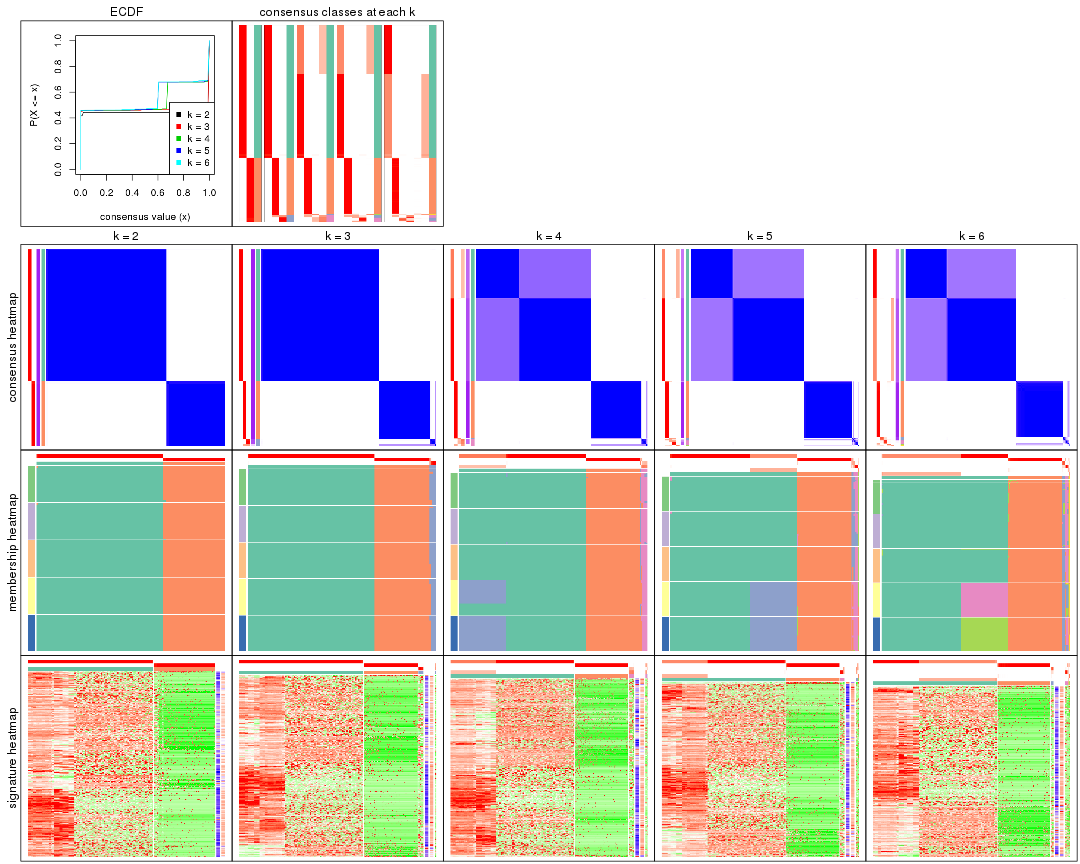 ECDF
consensus classes at each k
P(X <= x)
1.0
0.8
0.6
0.4
0.2
0.0
k = 2
k = 3
k = 4
k = 5
k = 6
0.0 0.2 0.4 0.6 0.8 1.0
consensus value (x)
k = 2
k = 3
k = 4
k = 5
k = 6
consensus heatmap
membership heatmap
signature heatmap